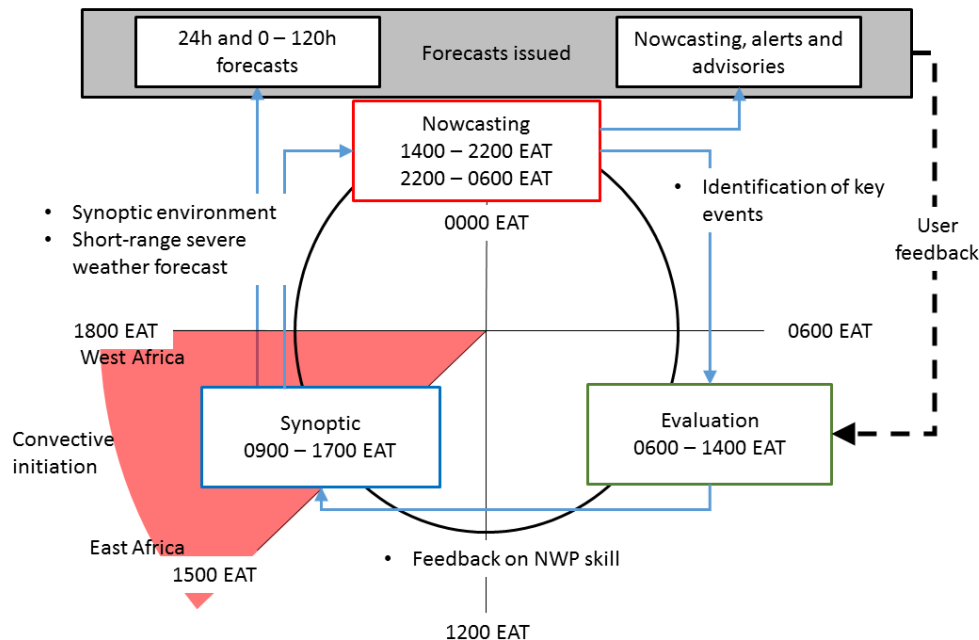 24h and 0 – 120h
forecasts
Forecasts issued
Nowcasting, alerts and
advisories
Nowcasting
1400 – 2200 EAT
2200 – 0600 EAT
• Identification of key
events
• Synoptic environment
• Short-range severe
weather forecast
0000 EAT
User
feedback
1800 EAT
0600 EAT
West Africa
Synoptic
0900 – 1700 EAT
Evaluation
0600 – 1400 EAT
Convective
initiation
East Africa
1500 EAT
• Feedback on NWP skill
1200 EAT